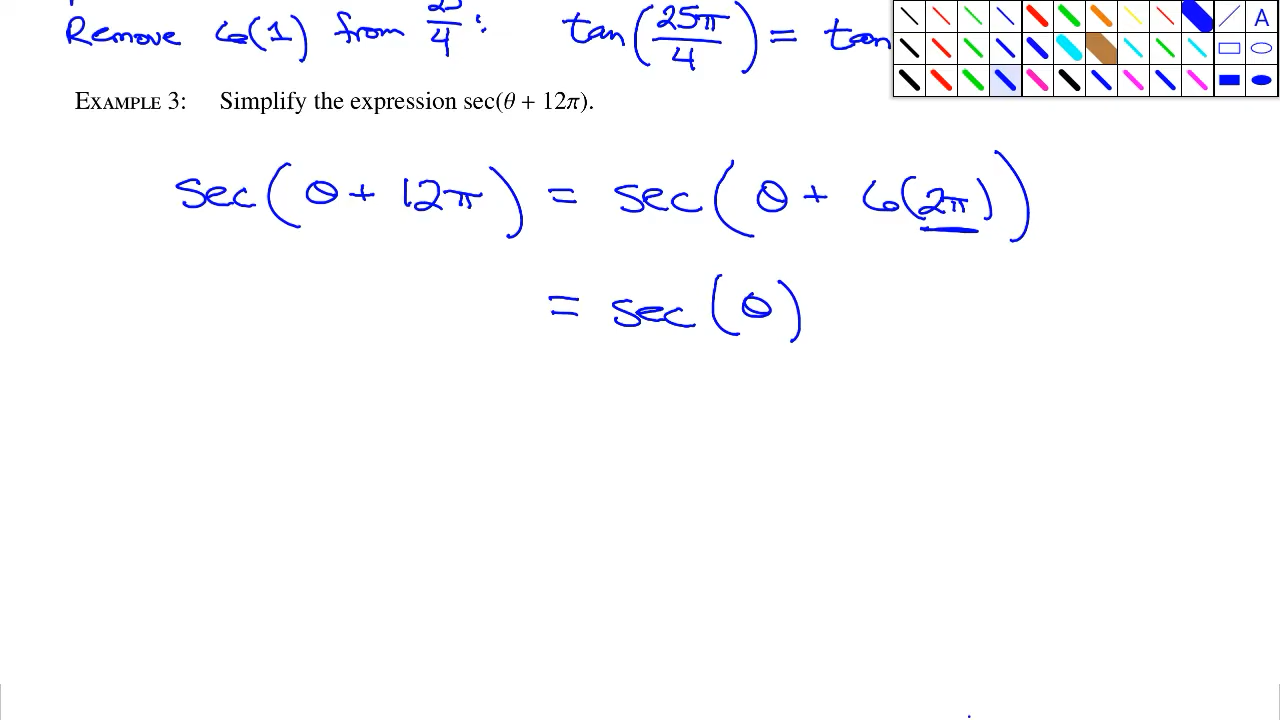 Remove 6(1) from 25/4: tan(25π/4) = tan
EXAMPLE 3: Simplify the expression sec(θ + 12π).
sec(θ + 12π) = sec(θ + 6(2π))
= sec(θ)
A